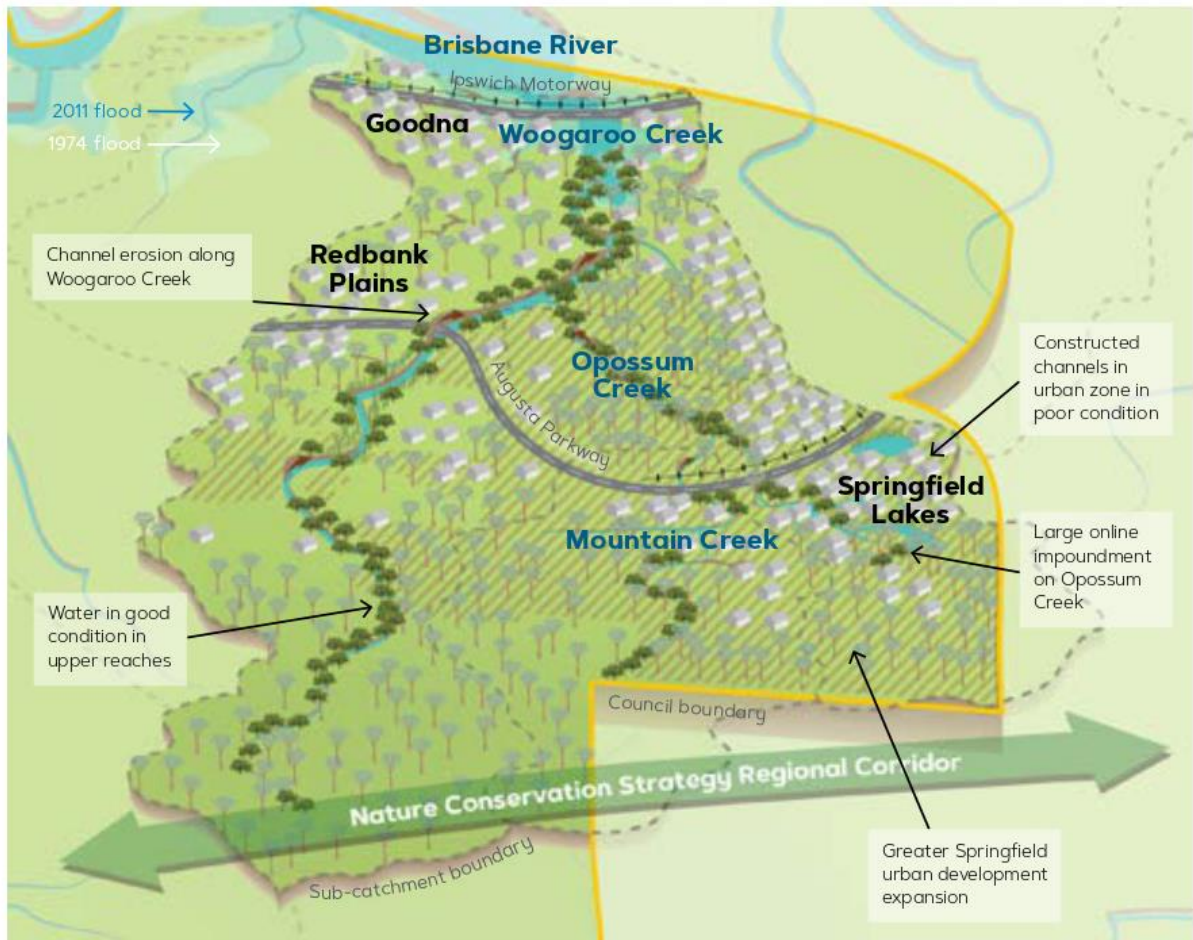 Brisbane River
Ipswich Motorway
2011 flood
Goodna
Woogaroo Creek
1974 flood
Channel erosion along
Woogaroo Creek
Redbank
Plains
Constructed
channels in
urban zone in
poor condition
Opossum
Creek
Augusta Parkway
Springfield
Lakes
Mountain Creek
Large online
impoundment
on Opossum
Creek
Water in good
condition in
upper reaches
Council boundary
Nature Conservation Strategy Regional Corridor
Greater Springfield
urban development
expansion
Sub-catchment boundary